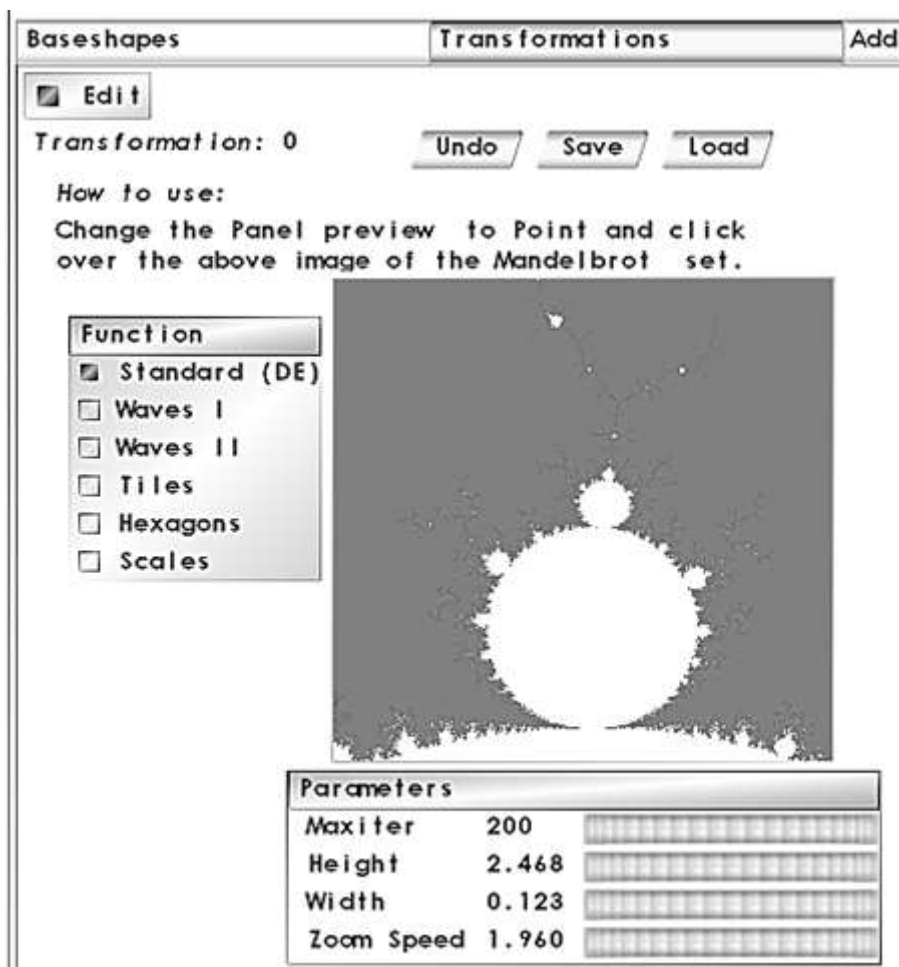 Baseshapes Transformations Add
Edit
Transformation: 0 Undo Save Load
How to use:
Change the Panel preview to Point and click
over the above image of the Mandelbrot set.
Function
Standard (DE)
Waves I
Waves II
Tiles
Hexagons
Scales
Parameters
Maxiter 200
Height 2.468
Width 0.123
Zoom Speed 1.960